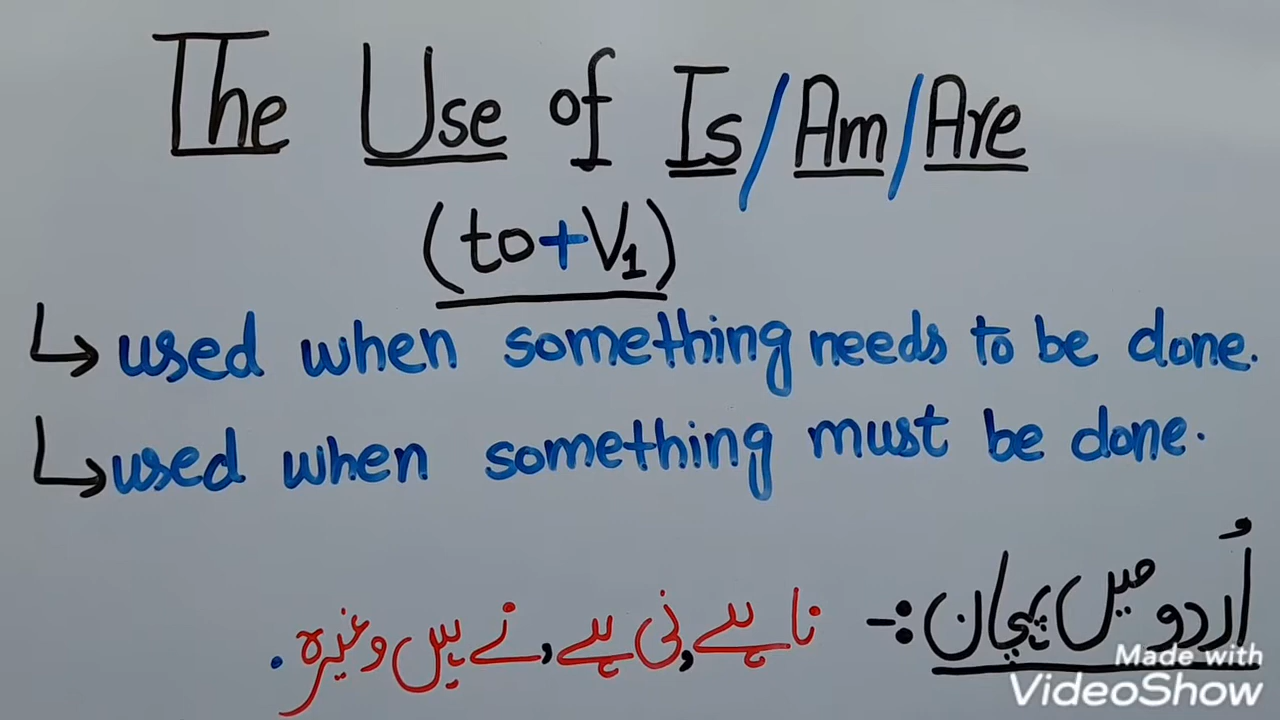 The Use of Is/Am/Are
(to+V₁)
↳ used when something needs to be done.
↳ used when something must be done.
اُردو میں پہچان :- نا ہے, نی ہے, نے ہیں وغیرہ.
Made with
VideoShow